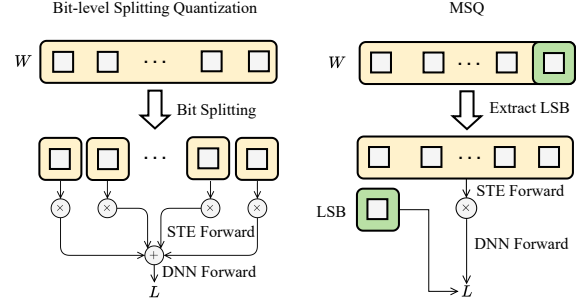 Bit-level Splitting Quantization
W
...
Bit Splitting
...
× × × ×
STE Forward
+
DNN Forward
L
MSQ
W
...
Extract LSB
...
STE Forward
LSB
×
DNN Forward
L